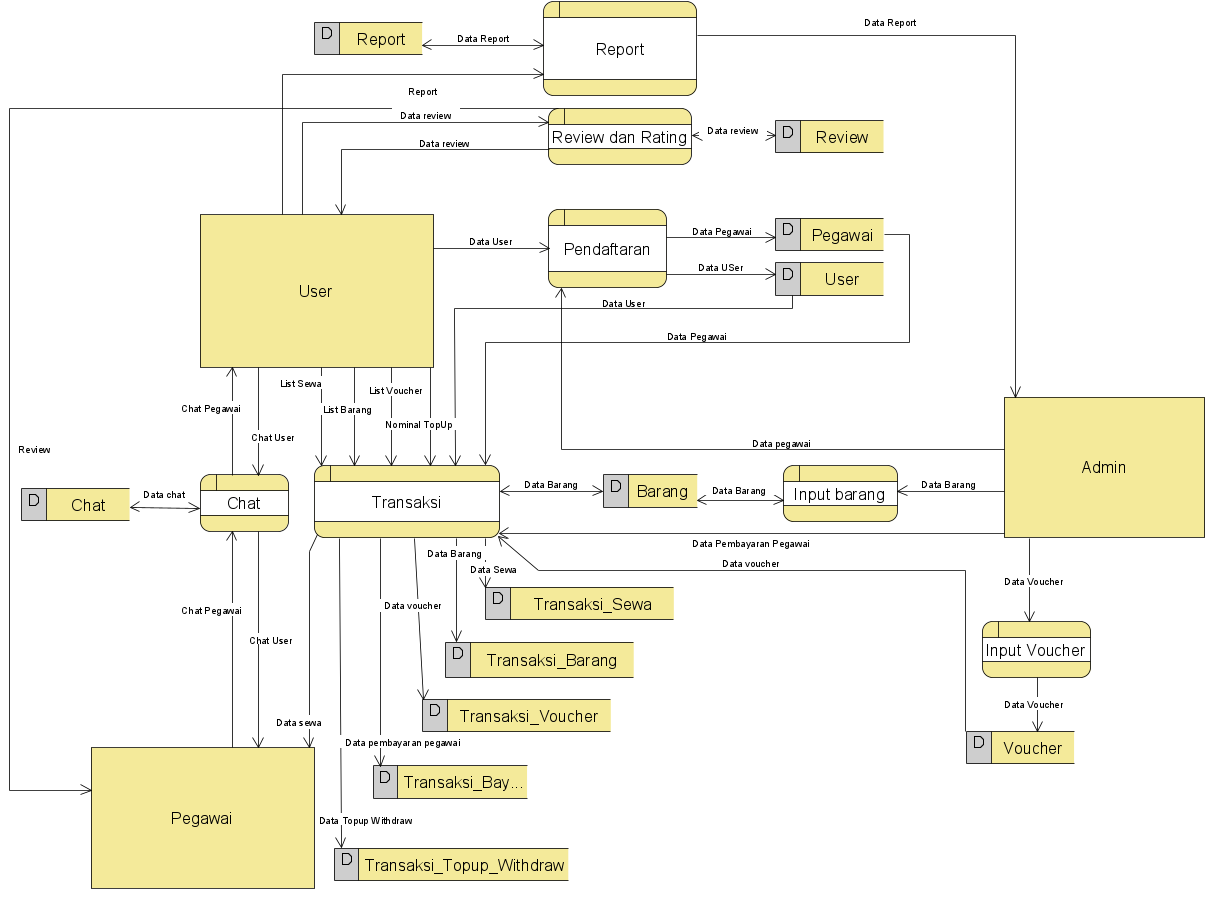 Data Report
D
Report
Data Report
Report
Report
Data review
Data review
Review dan Rating
Data review
D
Review
Data User
Pendaftaran
Data Pegawai
D
Pegawai
Data USer
D
User
User
Data User
Data Pegawai
List Sewa
List Voucher
Chat Pegawai
List Barang
Nominal TopUp
Chat User
Data pegawai
Review
Admin
D
Chat
Data chat
Chat
Transaksi
Data Barang
D
Barang
Data Barang
Input barang
Data Barang
Data Pembayaran Pegawai
Data Barang
Data Sewa
Data voucher
Data Voucher
D
Transaksi_Sewa
Data voucher
Chat Pegawai
Chat User
D
Transaksi_Barang
Input Voucher
Data Voucher
D
Transaksi_Voucher
Data sewa
Data pembayaran pegawai
D
Voucher
D
Transaksi_Bay...
Pegawai
Data Topup Withdraw
D
Transaksi_Topup_Withdraw